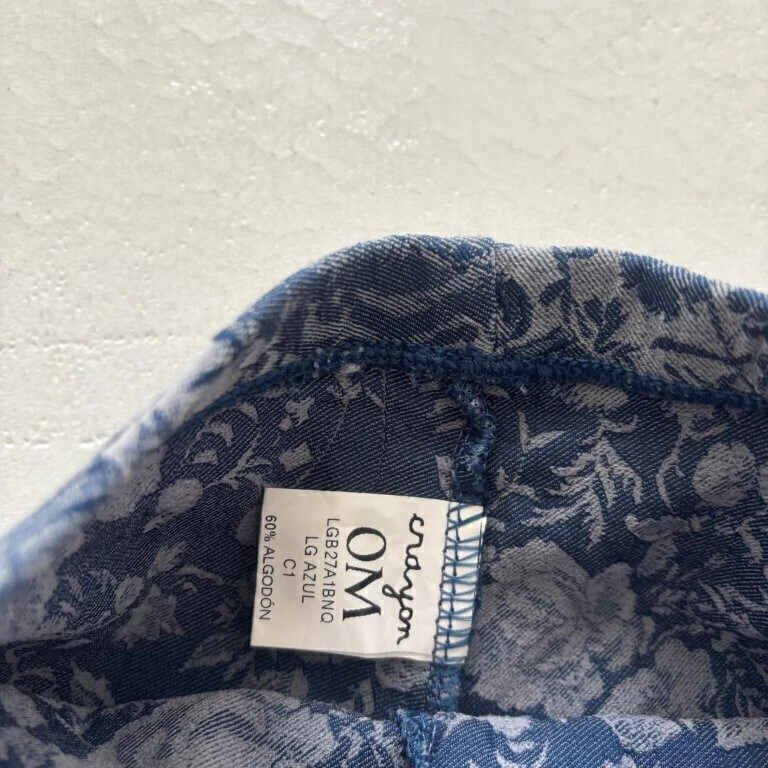 crayon
OM
LGB27A1BNQ
LG AZUL
C1
60% ALGODÓN